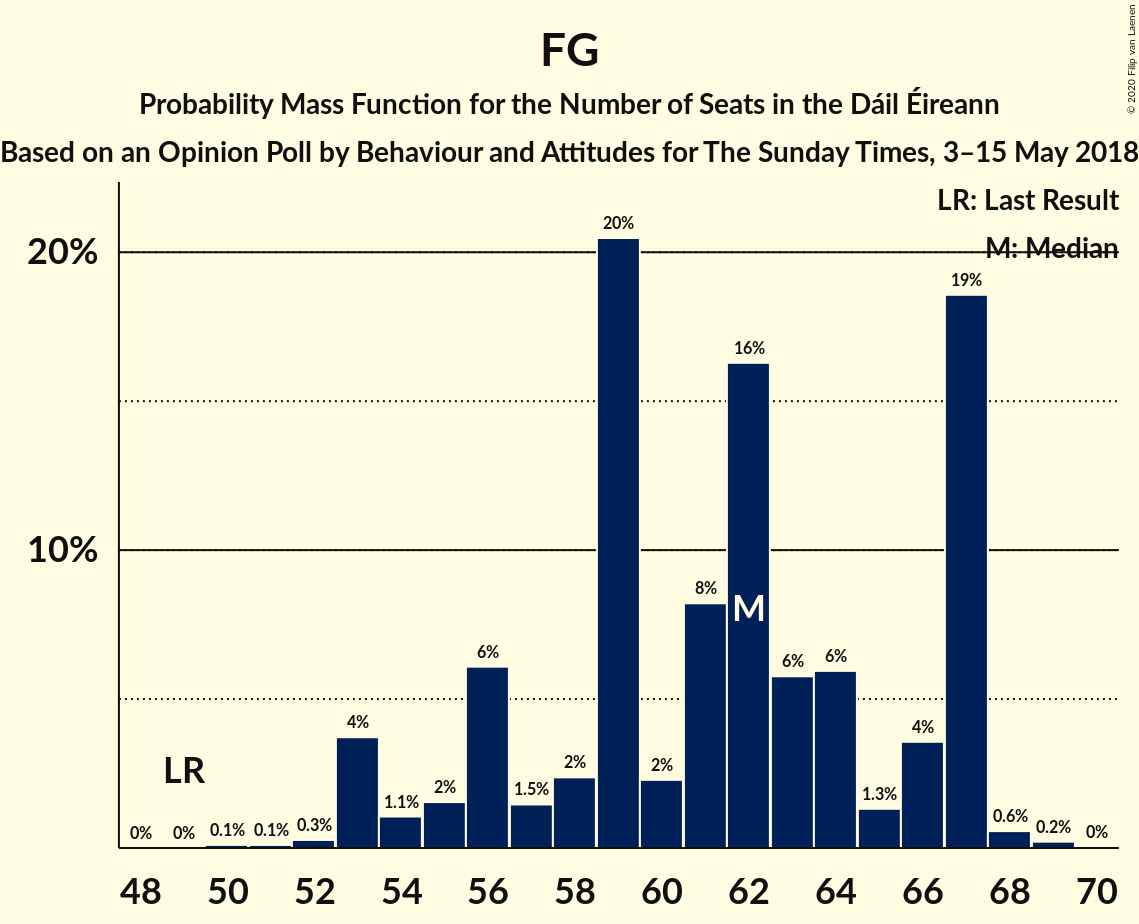 FG
Probability Mass Function for the Number of Seats in the Dáil Éireann
Based on an Opinion Poll by Behaviour and Attitudes for The Sunday Times, 3–15 May 2018
© 2020 Filip van Laenen
LR: Last Result
M: Median
20%
10%
LR
M
0%
0%
0.1%
0.1%
0.3%
4%
1.1%
2%
6%
1.5%
2%
20%
2%
8%
16%
6%
6%
1.3%
4%
19%
0.6%
0.2%
0%
48 50 52 54 56 58 60 62 64 66 68 70